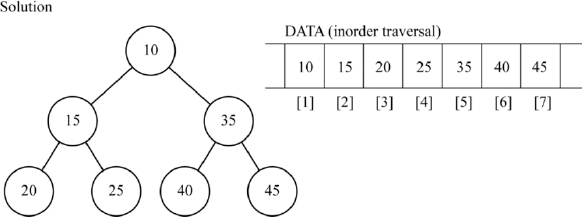 Solution
DATA (inorder traversal)
10
10 15 20 25 35 40 45
[1] [2] [3] [4] [5] [6] [7]
15 35
20 25 40 45